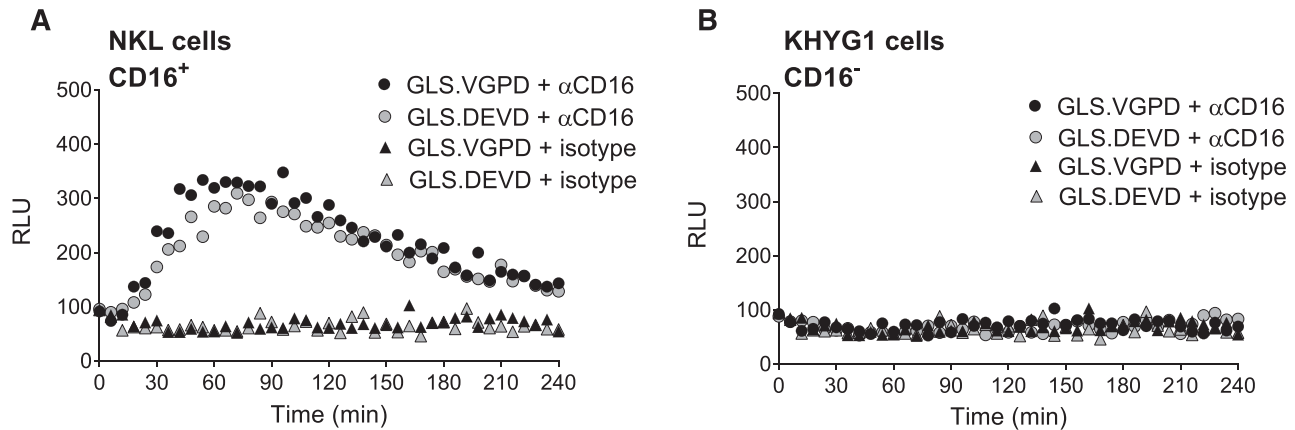 A
NKL cells
CD16+
GLS.VGPD + αCD16
GLS.DEVD + αCD16
GLS.VGPD + isotype
GLS.DEVD + isotype
500
400
300
200
100
0
RLU
0 30 60 90 120 150 180 210 240
Time (min)
B
KHYG1 cells
CD16-
GLS.VGPD + αCD16
GLS.DEVD + αCD16
GLS.VGPD + isotype
GLS.DEVD + isotype
500
400
300
200
100
0
RLU
0 30 60 90 120 150 180 210 240
Time (min)